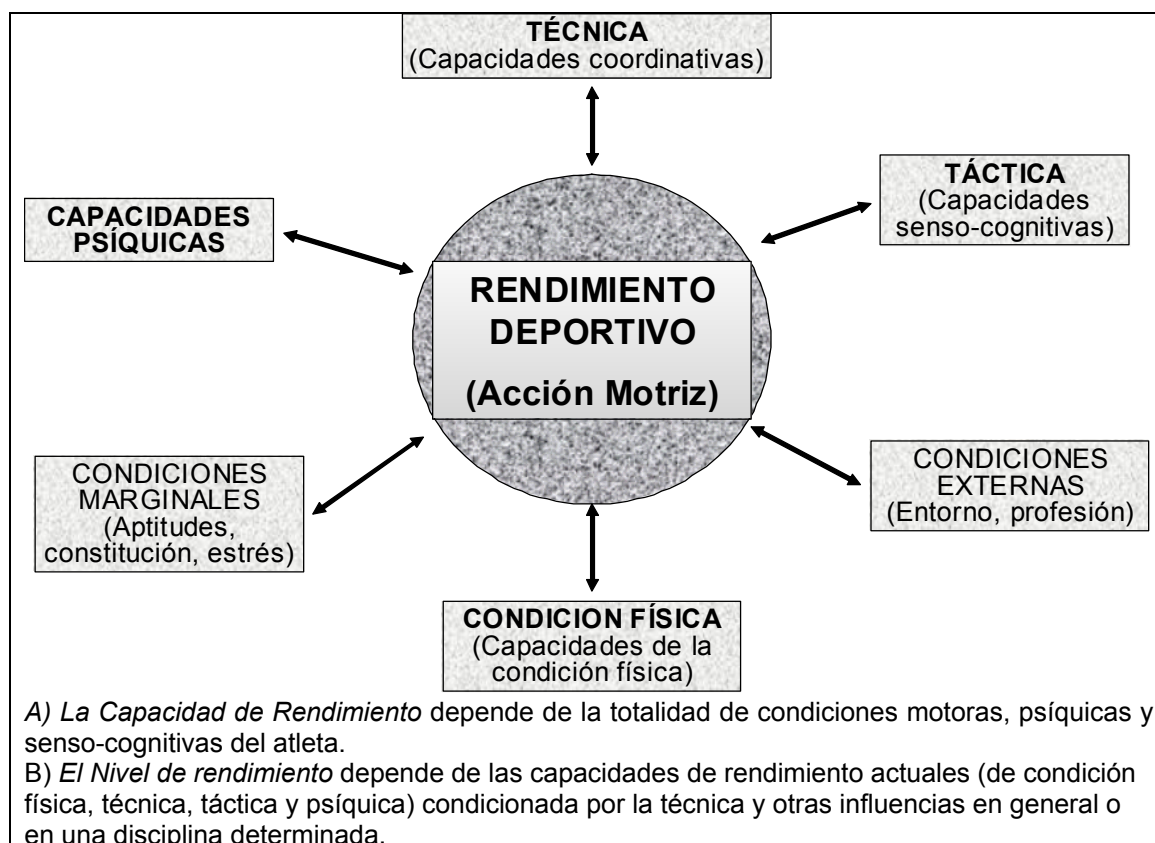 TÉCNICA
(Capacidades coordinativas)
TÁCTICA
(Capacidades
senso-cognitivas)
CAPACIDADES
PSÍQUICAS
RENDIMIENTO
DEPORTIVO
(Acción Motriz)
CONDICIONES
MARGINALES
(Aptitudes,
constitución, estrés)
CONDICIONES
EXTERNAS
(Entorno, profesión)
CONDICION FÍSICA
(Capacidades de la
condición física)
A) La Capacidad de Rendimiento depende de la totalidad de condiciones motoras, psíquicas y
senso-cognitivas del atleta.
B) El Nivel de rendimiento depende de las capacidades de rendimiento actuales (de condición
física, técnica, táctica y psíquica) condicionada por la técnica y otras influencias en general o
en una disciplina determinada.